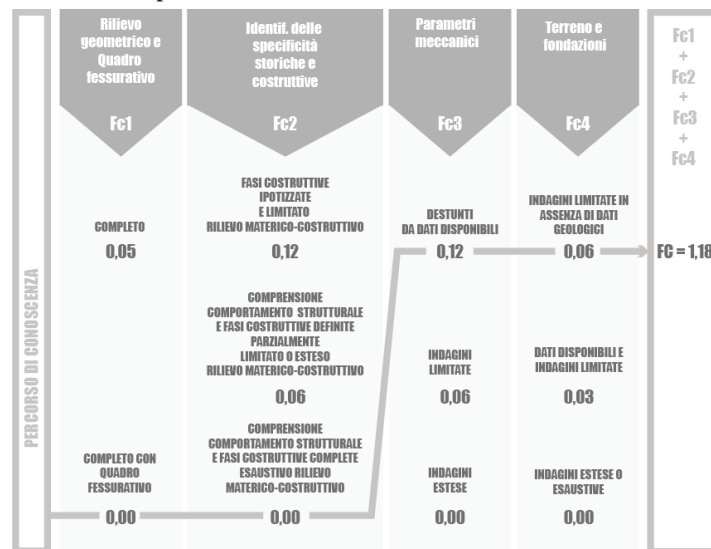 Rilievo
geometrico e
Quadro
fessurativo
Fc1
Identif. delle
specificità
storiche e
costruttive
Fc2
Parametri
meccanici
Fc3
Terreno e
fondazioni
Fc4
Fc1
+
Fc2
+
Fc3
+
Fc4
PERCORSO DI CONOSCENZA
COMPLETO
0,05
FASI COSTRUTTIVE
IPOTIZZATE
E LIMITATO
RILIEVO MATERICO-COSTRUTTIVO
0,12
DESTUNTI
DA DATI DISPONIBILI
0,12
INDAGINI LIMITATE IN
ASSENZA DI DATI
GEOLOGICI
0,06
FC = 1,18
COMPRENSIONE
COMPORTAMENTO STRUTTURALE
E FASI COSTRUTTIVE DEFINITE
PARZIALMENTE
LIMITATO O ESTESO
RILIEVO MATERICO-COSTRUTTIVO
0,06
INDAGINI
LIMITATE
0,06
DATI DISPONIBILI E
INDAGINI LIMITATE
0,03
COMPLETO CON
QUADRO
FESSURATIVO
0,00
COMPRENSIONE
COMPORTAMENTO STRUTTURALE
E FASI COSTRUTTIVE COMPLETE
ESAUSTIVO RILIEVO
MATERICO-COSTRUTTIVO
0,00
INDAGINI
ESTESE
0,00
INDAGINI ESTESE O
ESAUSTIVE
0,00